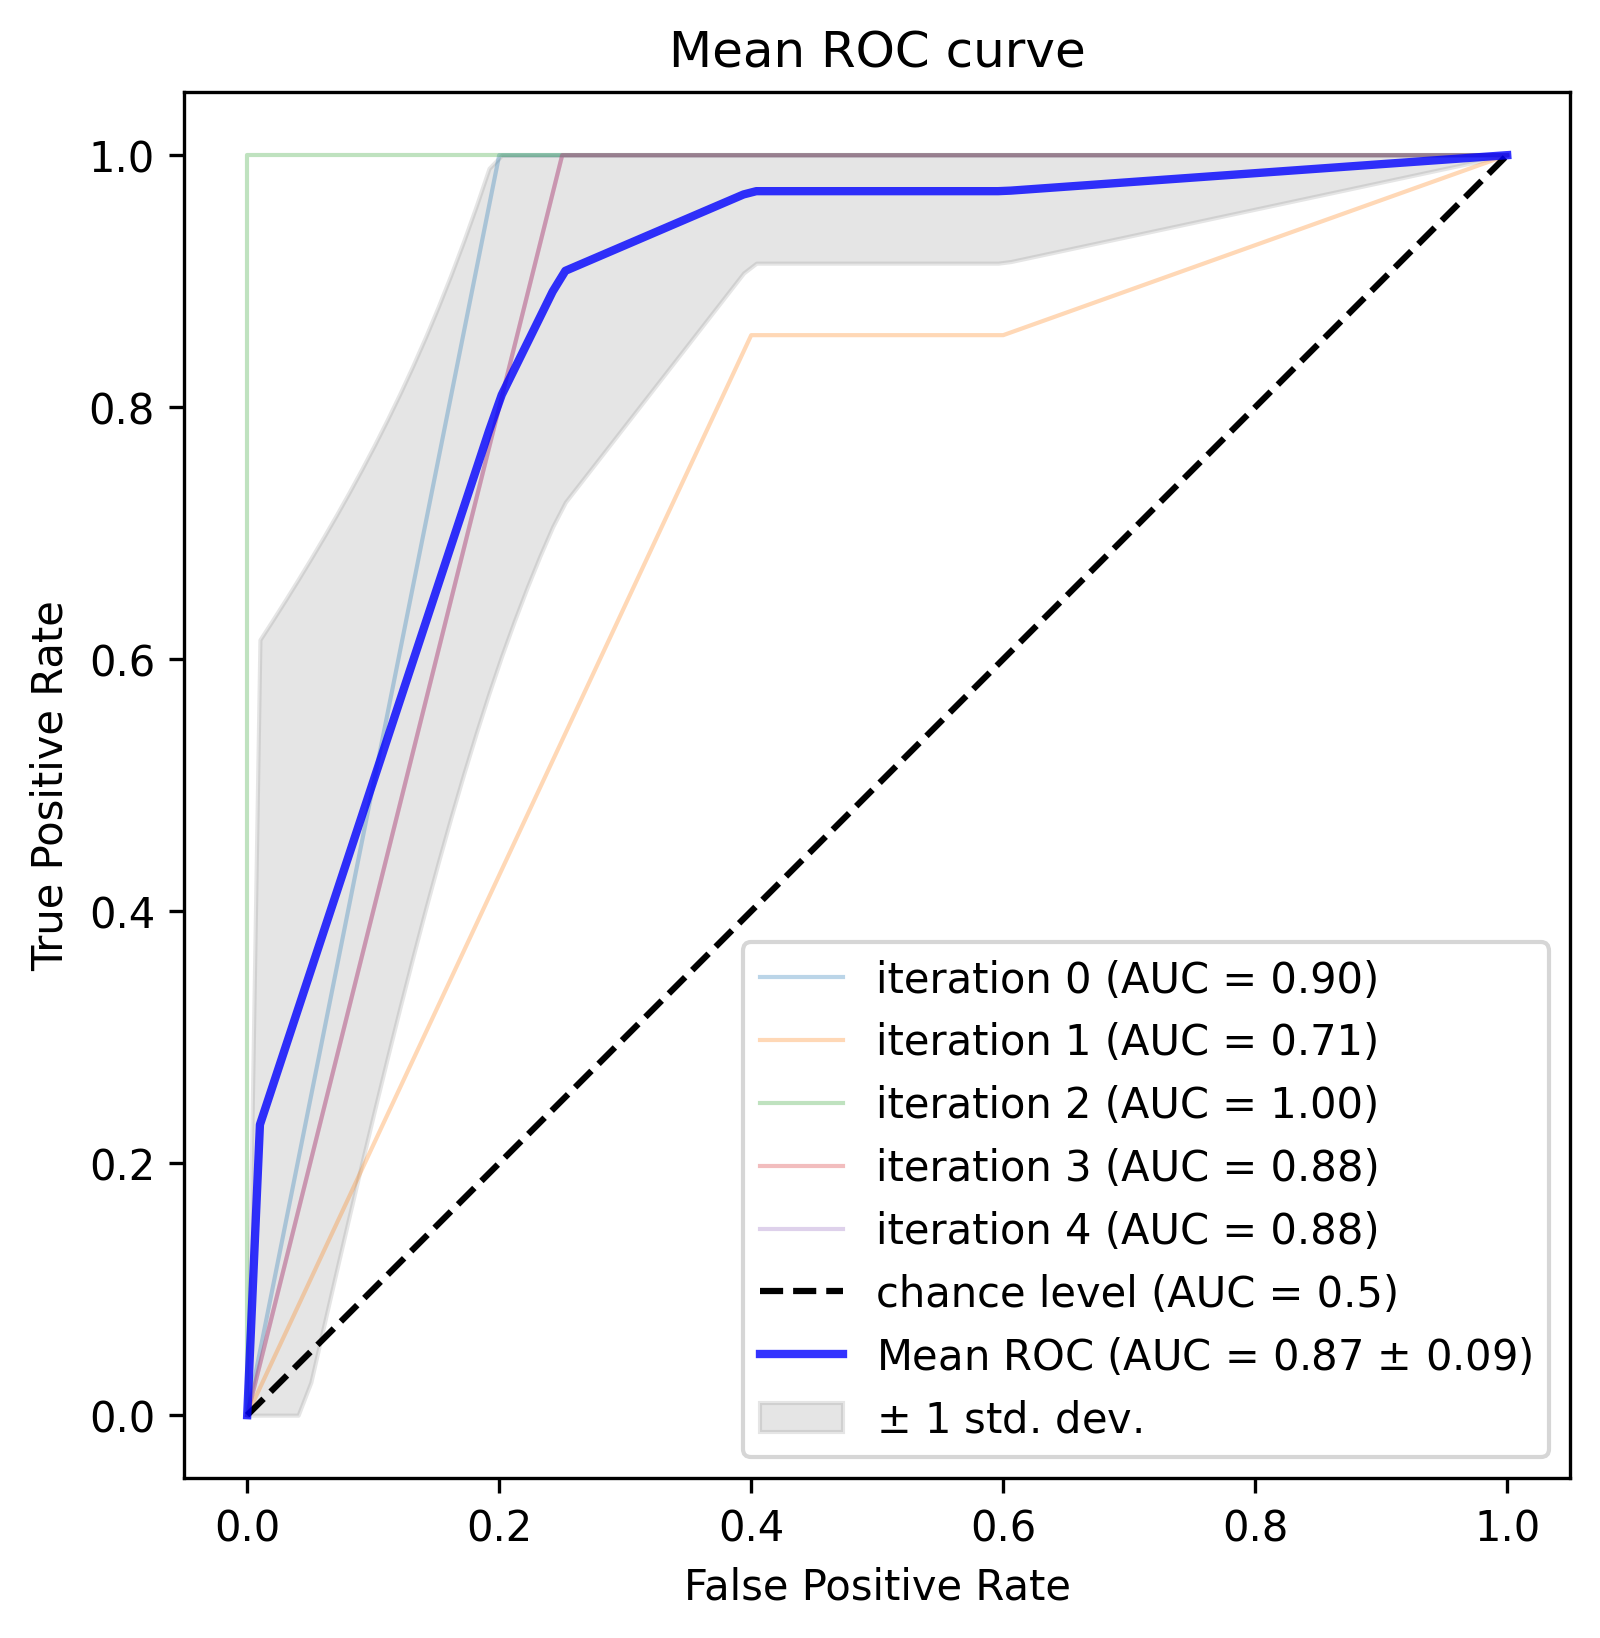 Mean ROC curve
1.0
0.8
0.6
0.4
0.2
0.0
True Positive Rate
0.0 0.2 0.4 0.6 0.8 1.0
False Positive Rate
iteration 0 (AUC = 0.90)
iteration 1 (AUC = 0.71)
iteration 2 (AUC = 1.00)
iteration 3 (AUC = 0.88)
iteration 4 (AUC = 0.88)
chance level (AUC = 0.5)
Mean ROC (AUC = 0.87 ± 0.09)
± 1 std. dev.